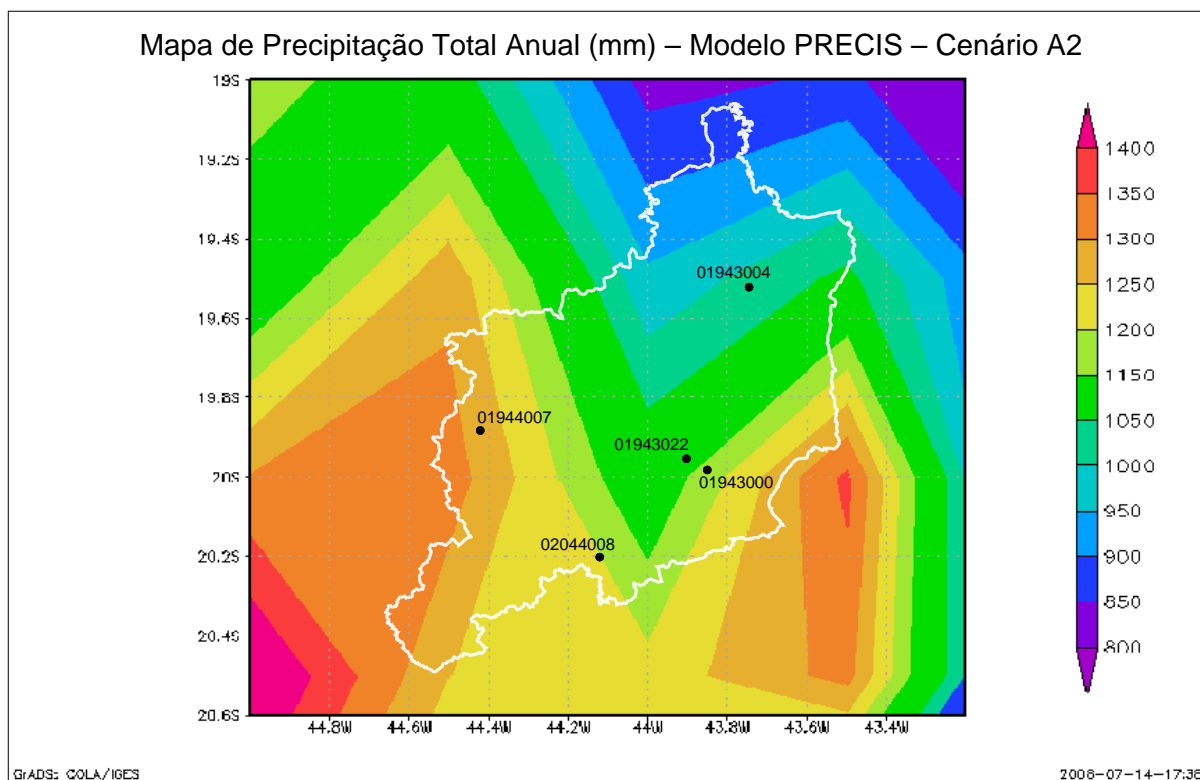 Mapa de Precipitação Total Anual (mm) – Modelo PRECIS – Cenário A2
19S
19.2S
19.4S
19.6S
19.8S
20S
20.2S
20.4S
20.6S
44.8W
44.6W
44.4W
44.2W
44W
43.8W
43.6W
43.4W
01943004
01944007
01943022
01943000
02044008
1400
1350
1300
1250
1200
1150
1050
1000
950
900
850
800
GrADS: COLA/IGES
2008-07-14-17:38